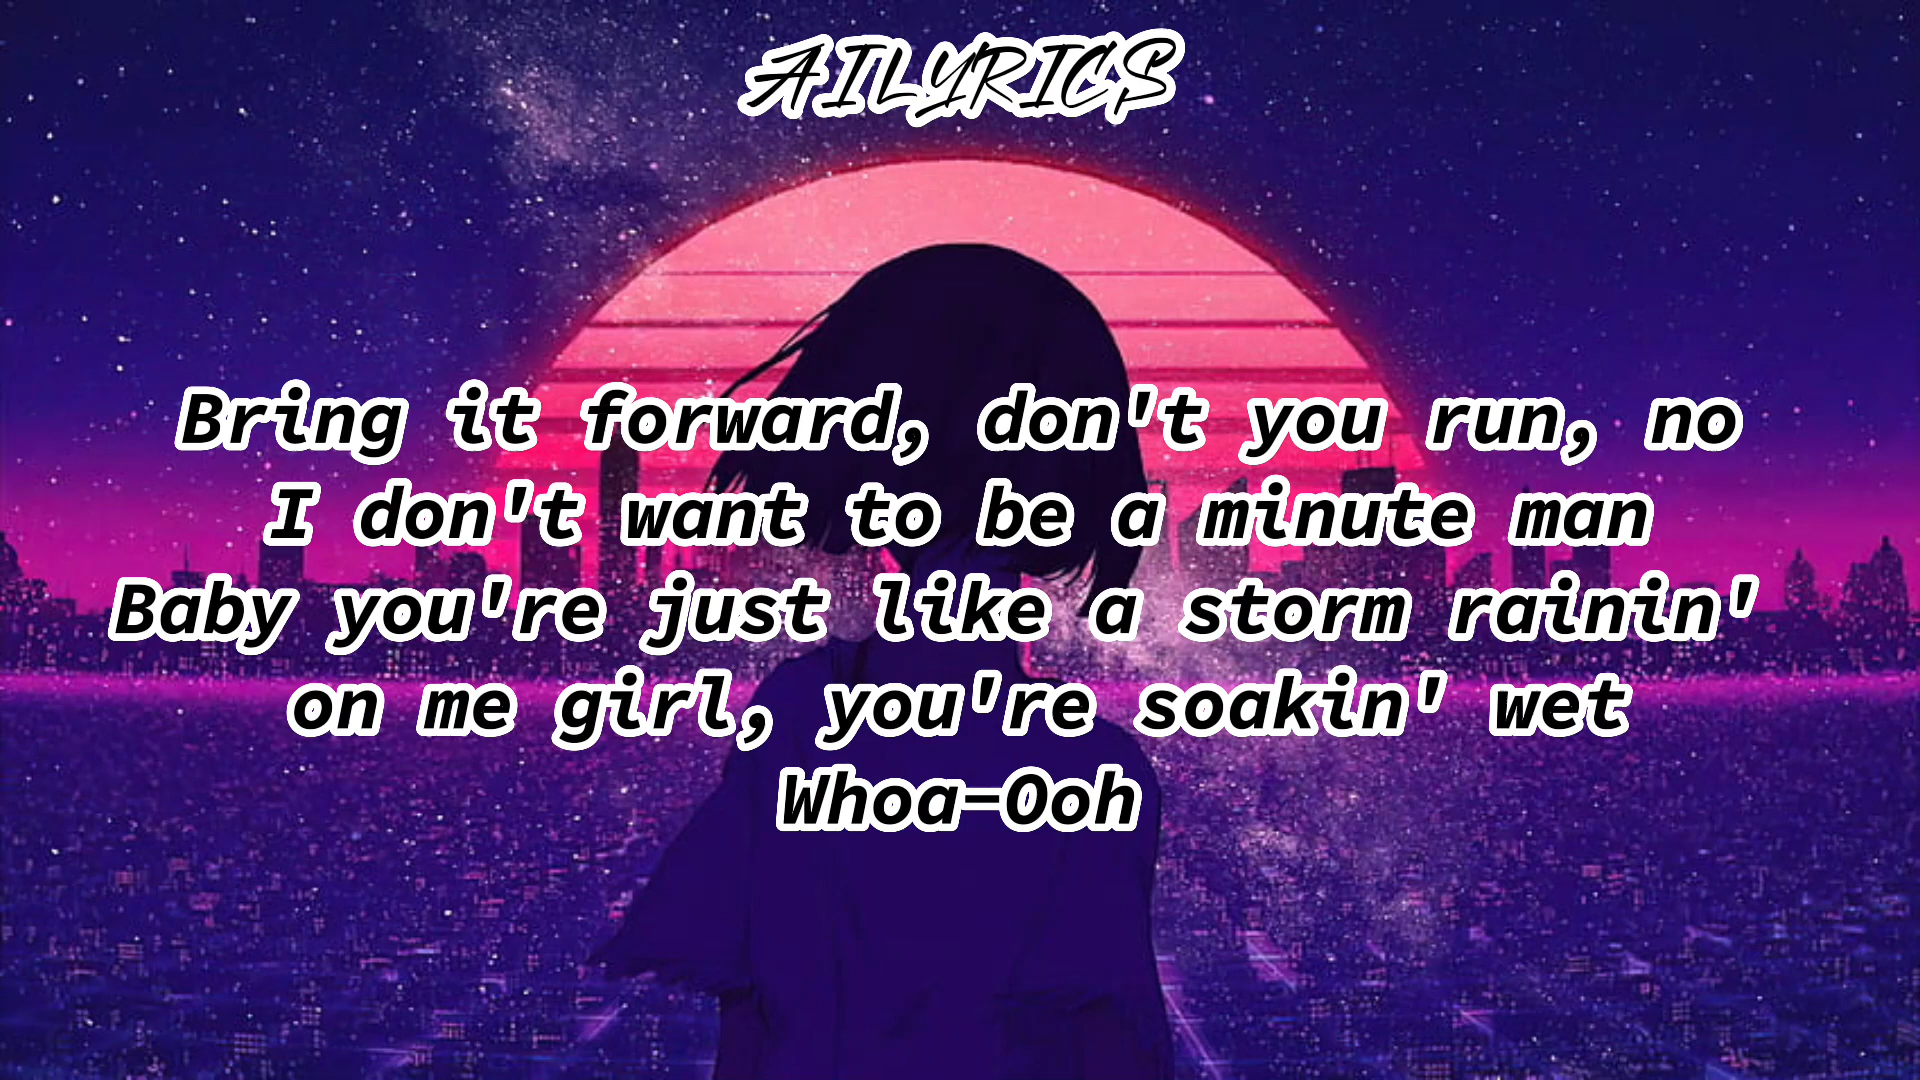 AILYRICS
Bring it forward, don't you run, no
I don't want to be a minute man
Baby you're just like a storm rainin'
on me girl, you're soakin' wet
Whoa-Ooh